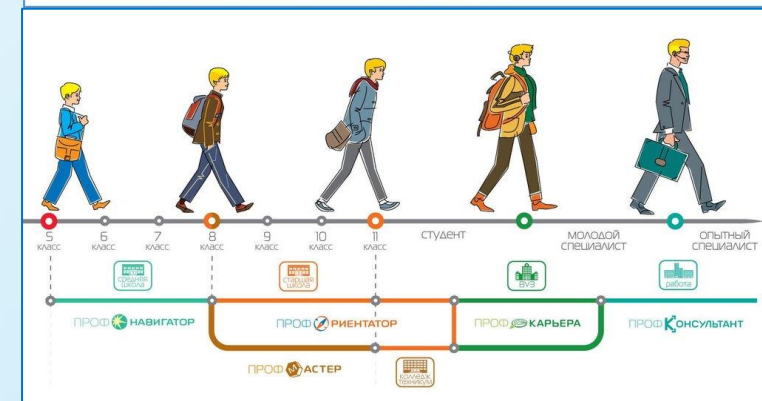 5
класс
6
класс
7
класс
8
класс
9
класс
10
класс
11
класс
студент
молодой
специалист
опытный
специалист
средняя
школа
старшая
школа
ВУЗ
работа
ПРОФ НАВИГАТОР
ПРОФ РИЕНТАТОР
ПРОФ КАРЬЕРА
ПРОФ КОНСУЛЬТАНТ
ПРОФ МАСТЕР
колледж
техникум